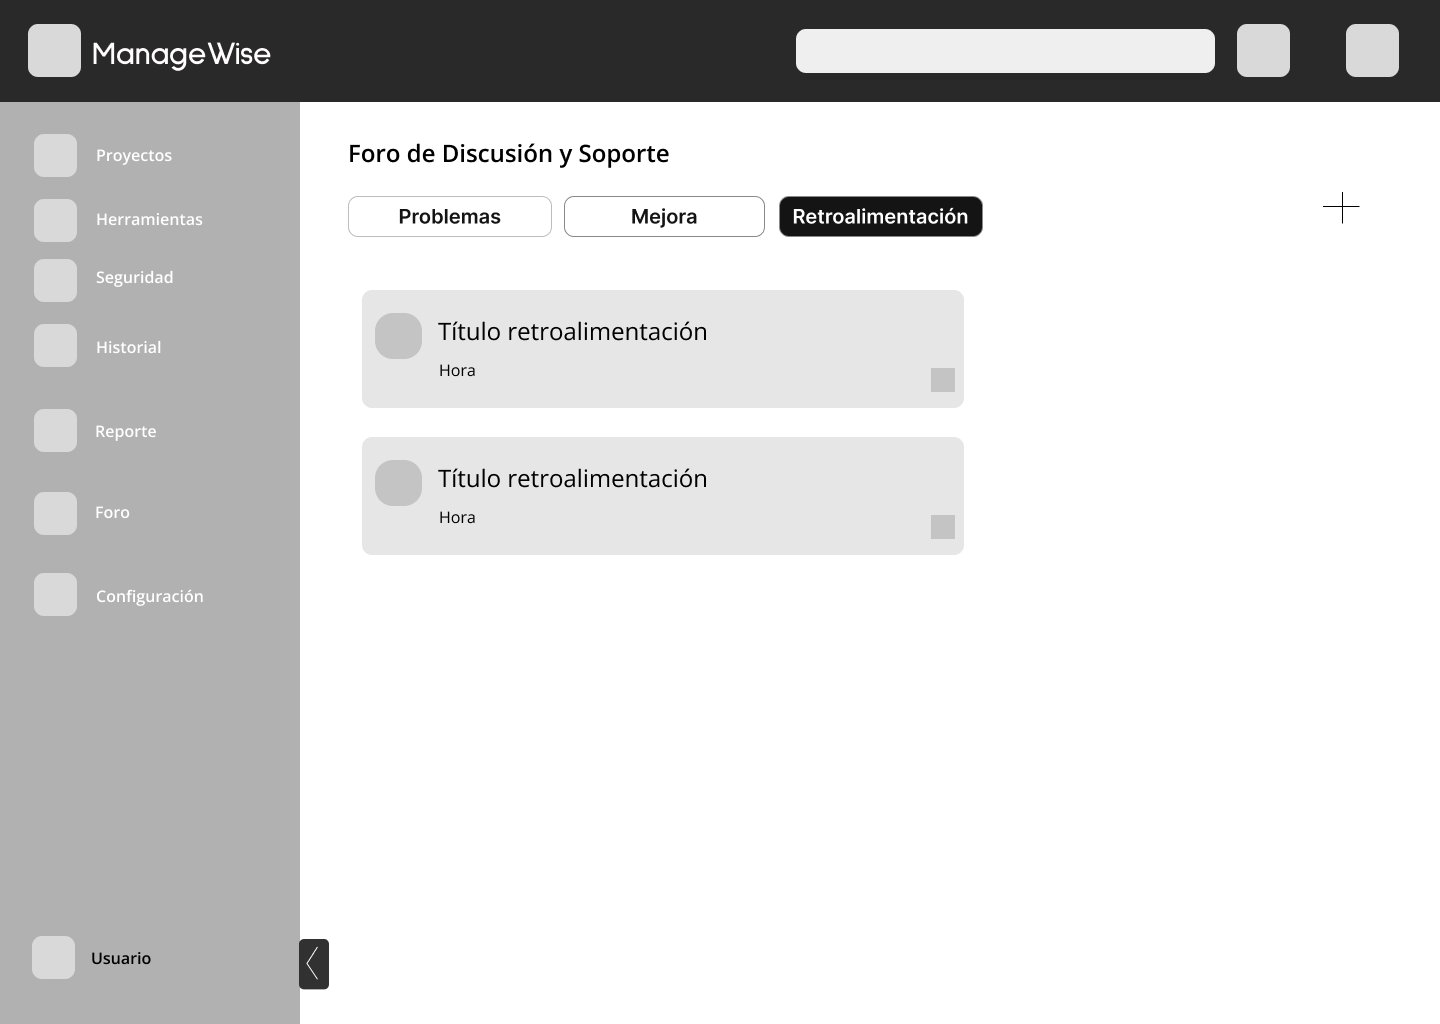 ManageWise
Proyectos
Herramientas
Seguridad
Historial
Reporte
Foro
Configuración
Usuario
Foro de Discusión y Soporte
Problemas
Mejora
Retroalimentación
Título retroalimentación
Hora
Título retroalimentación
Hora